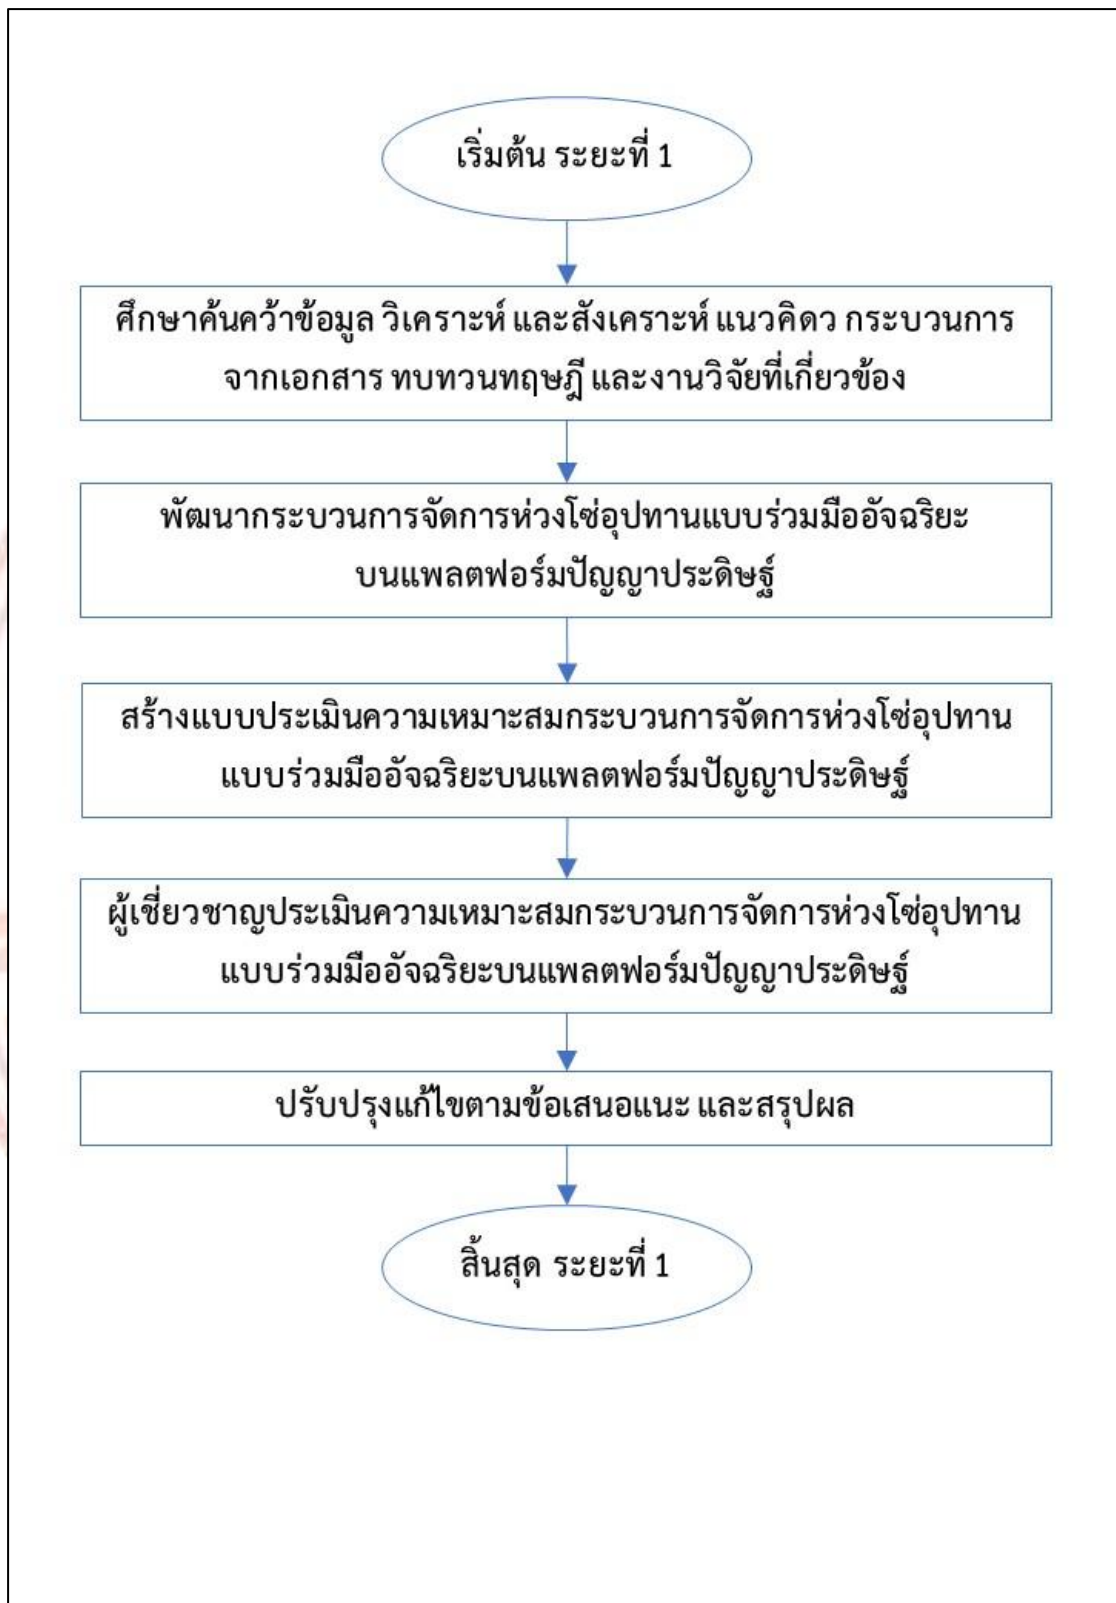 เริ่มต้น ระยะที่ 1
ศึกษาค้นคว้าข้อมูล วิเคราะห์ และสังเคราะห์ แนวคิดว กระบวนการ
จากเอกสาร ทบทวนทฤษฎี และงานวิจัยที่เกี่ยวข้อง
พัฒนากระบวนการจัดการห่วงโซ่อุปทานแบบร่วมมืออัจฉริยะ
บนแพลตฟอร์มปัญญาประดิษฐ์
สร้างแบบประเมินความเหมาะสมกระบวนการจัดการห่วงโซ่อุปทาน
แบบร่วมมืออัจฉริยะบนแพลตฟอร์มปัญญาประดิษฐ์
ผู้เชี่ยวชาญประเมินความเหมาะสมกระบวนการจัดการห่วงโซ่อุปทาน
แบบร่วมมืออัจฉริยะบนแพลตฟอร์มปัญญาประดิษฐ์
ปรับปรุงแก้ไขตามข้อเสนอแนะ และสรุปผล
สิ้นสุด ระยะที่ 1